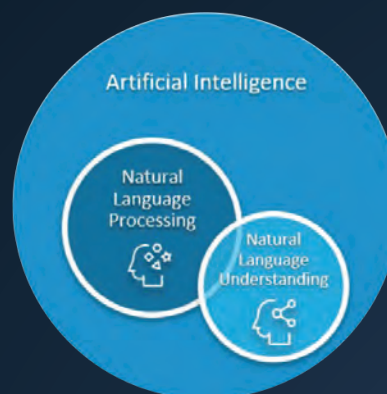 Artificial Intelligence
Natural
Language
Processing
Natural
Language
Understanding